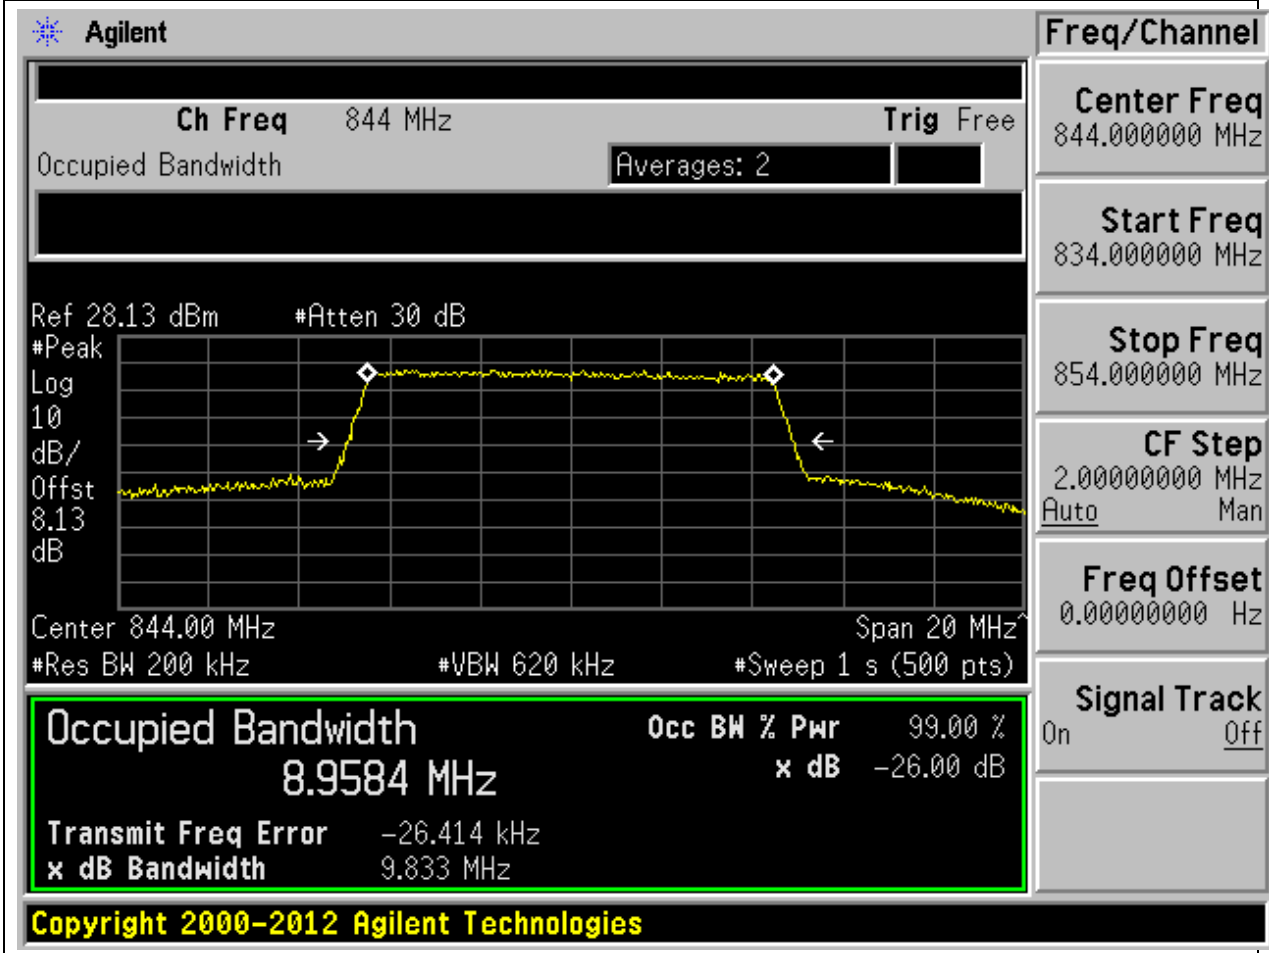 Agilent
Freq/Channel
Ch Freq 844 MHz Trig Free
Occupied Bandwidth Averages: 2
Center Freq
844.000000 MHz
Start Freq
834.000000 MHz
Stop Freq
854.000000 MHz
CF Step
2.00000000 MHz
Auto Man
Freq Offset
0.00000000 Hz
Signal Track
On Off
Ref 28.13 dBm #Atten 30 dB
#Peak
Log
10
dB/
Offst
8.13
dB
Center 844.00 MHz Span 20 MHz^
#Res BW 200 kHz #VBW 620 kHz #Sweep 1 s (500 pts)
Occupied Bandwidth Occ BW % Pwr 99.00 %
8.9584 MHz x dB -26.00 dB
Transmit Freq Error -26.414 kHz
x dB Bandwidth 9.833 MHz
Copyright 2000-2012 Agilent Technologies